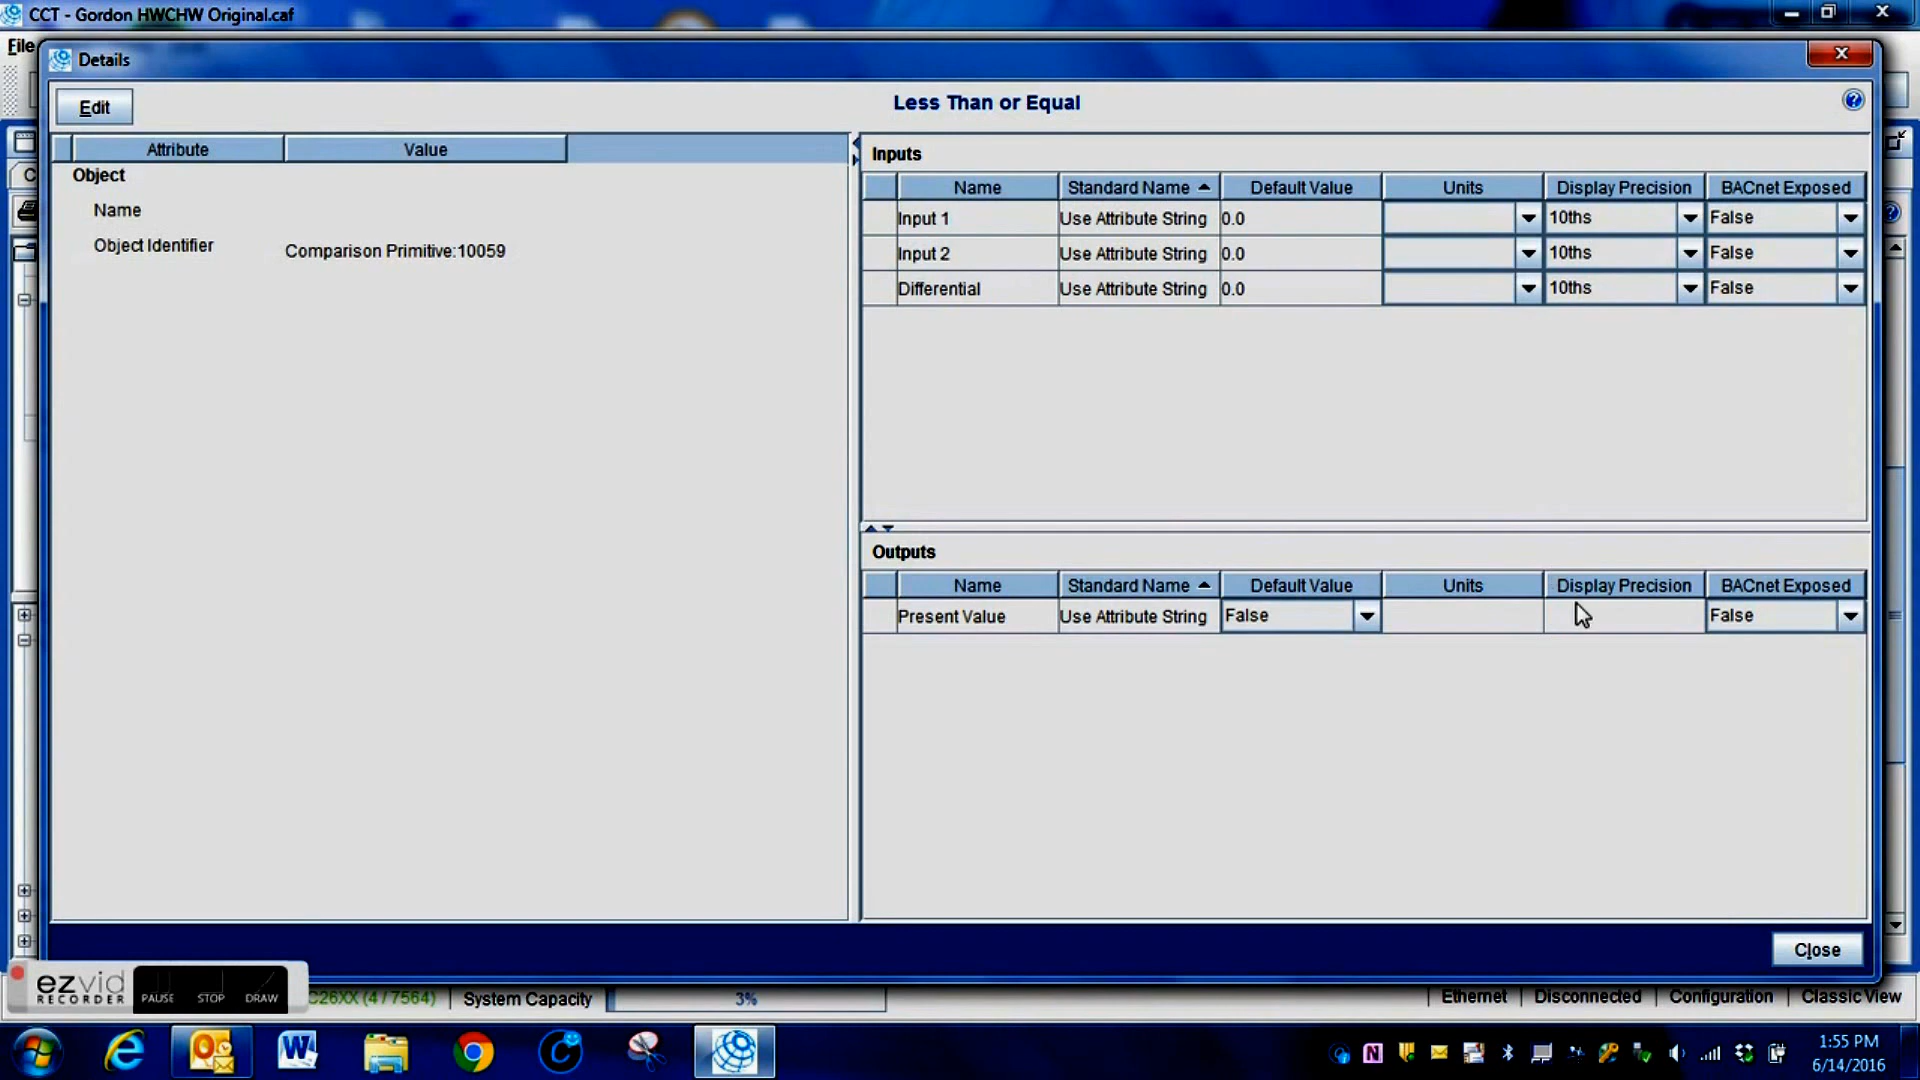 CCT - Gordon HWCHW Original.caf
File
Details
Edit
Less Than or Equal
Attribute Value
Object
Name
Object Identifier Comparison Primitive:10059
Inputs
Name Standard Name Default Value Units Display Precision BACnet Exposed
Input 1 Use Attribute String 0.0 10ths False
Input 2 Use Attribute String 0.0 10ths False
Differential Use Attribute String 0.0 10ths False
Outputs
Name Standard Name Default Value Units Display Precision BACnet Exposed
Present Value Use Attribute String False False
Close
ezvid
RECORDER
PAUSE STOP DRAW
C26XX (4 / 7564) System Capacity 3% Ethernet Disconnected Configuration Classic View
1:55 PM
6/14/2016